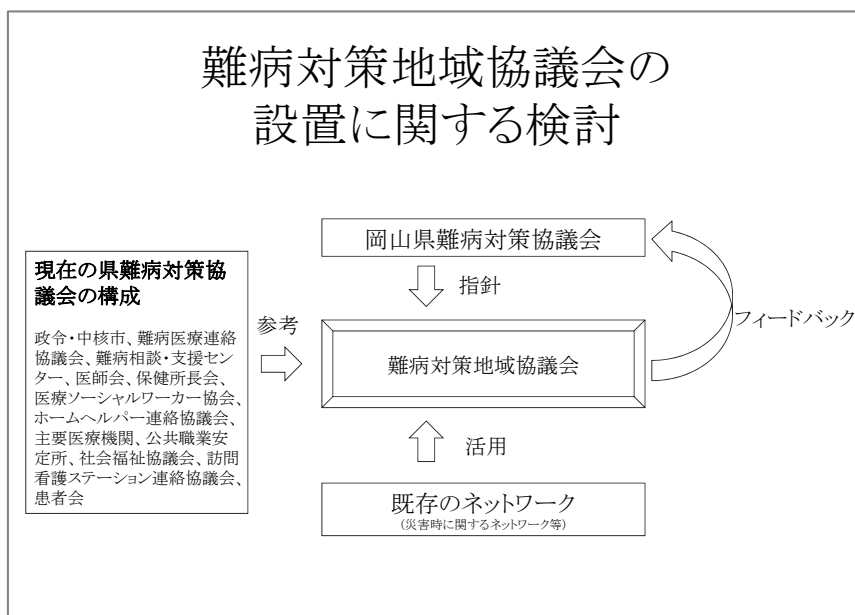 難病対策地域協議会の
設置に関する検討
岡山県難病対策協議会
現在の県難病対策協
議会の構成
政令・中核市、難病医療連絡
協議会、難病相談・支援セン
ター、医師会、保健所長会、
医療ソーシャルワーカー協会、
ホームヘルパー連絡協議会、
主要医療機関、公共職業安
定所、社会福祉協議会、訪問
看護ステーション連絡協議会、
患者会
指針
参考
フィードバック
難病対策地域協議会
活用
既存のネットワーク
(災害時に関するネットワーク等)